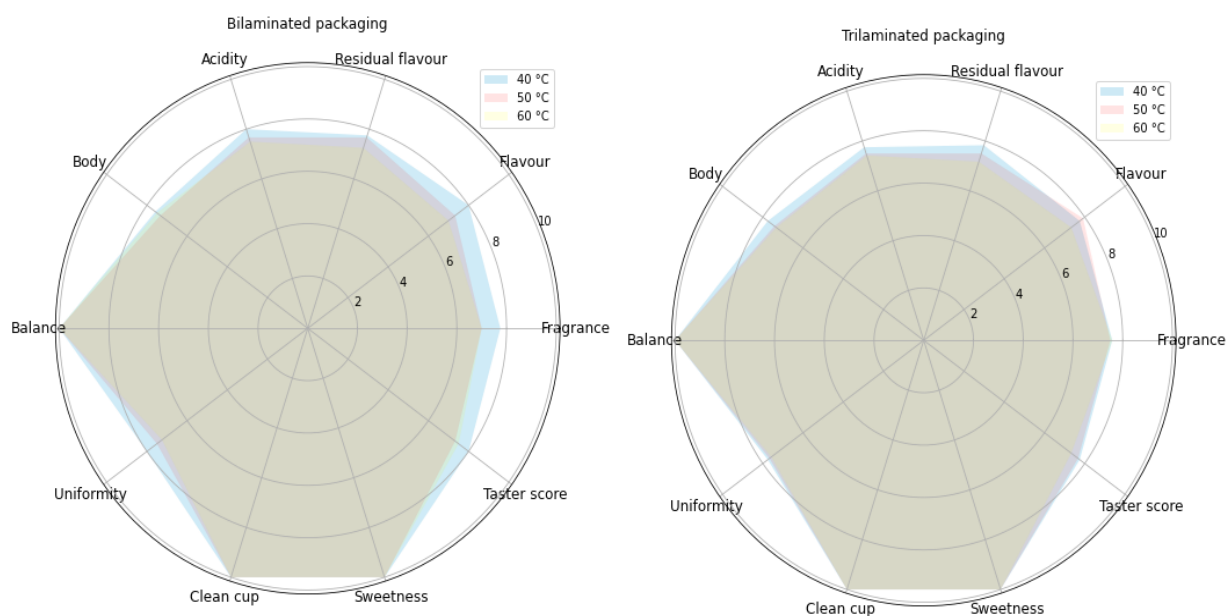 Bilaminated packaging
Acidity
Residual flavour
40 °C
50 °C
60 °C
Body
Flavour
10
8
6
4
2
Balance
Fragrance
Uniformity
Taster score
Clean cup
Sweetness
Trilaminated packaging
Acidity
Residual flavour
40 °C
50 °C
60 °C
Body
Flavour
10
8
6
4
2
Balance
Fragrance
Uniformity
Taster score
Clean cup
Sweetness